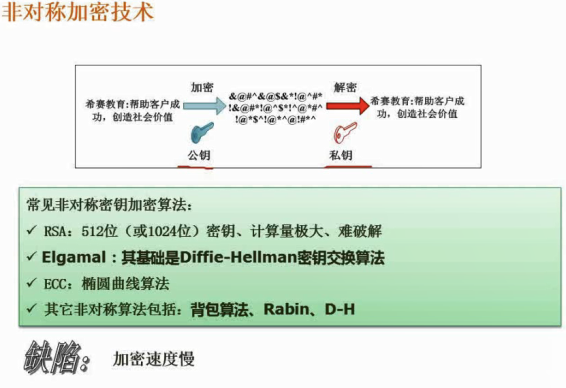 非对称加密技术
加密
解密
希赛教育:帮助客户成
功，创造社会价值
&@#^&@$&*!@^#*
!&@#*!@^$*!^@*#^
!@*$^!@*^@!#*^
希赛教育:帮助客户成
功，创造社会价值
公钥
私钥
常见非对称密钥加密算法：
✓ RSA：512位（或1024位）密钥、计算量极大、难破解
✓ Elgamal：其基础是Diffie-Hellman密钥交换算法
✓ ECC：椭圆曲线算法
✓ 其它非对称算法包括：背包算法、Rabin、D-H
缺陷： 加密速度慢